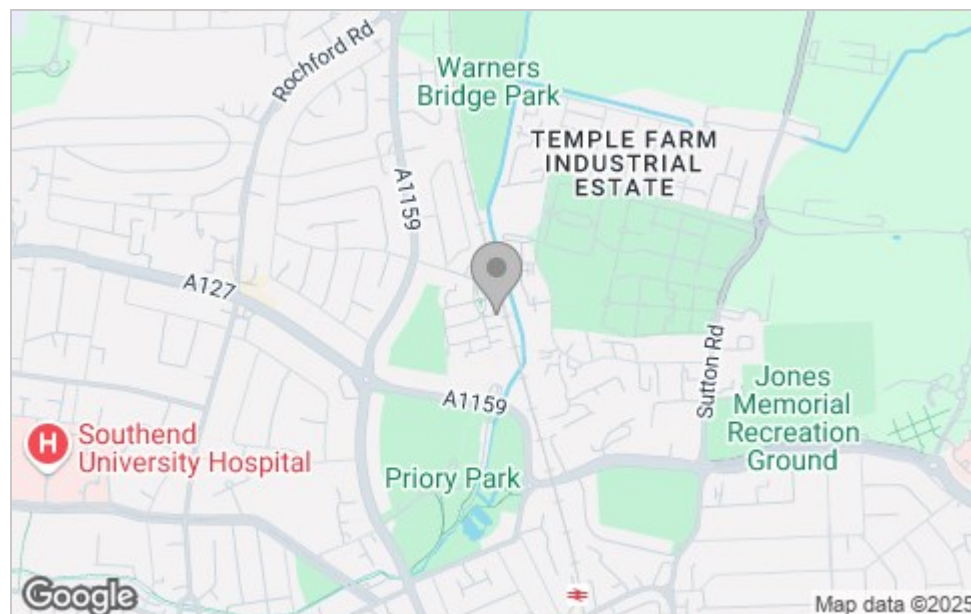 Rochford Rd
Warners
Bridge Park
TEMPLE FARM
INDUSTRIAL
ESTATE
A1159
A127
Sutton Rd
A1159
Jones
Memorial
Recreation
Ground
H
Southend
University Hospital
Priory Park
Google
Map data ©2025